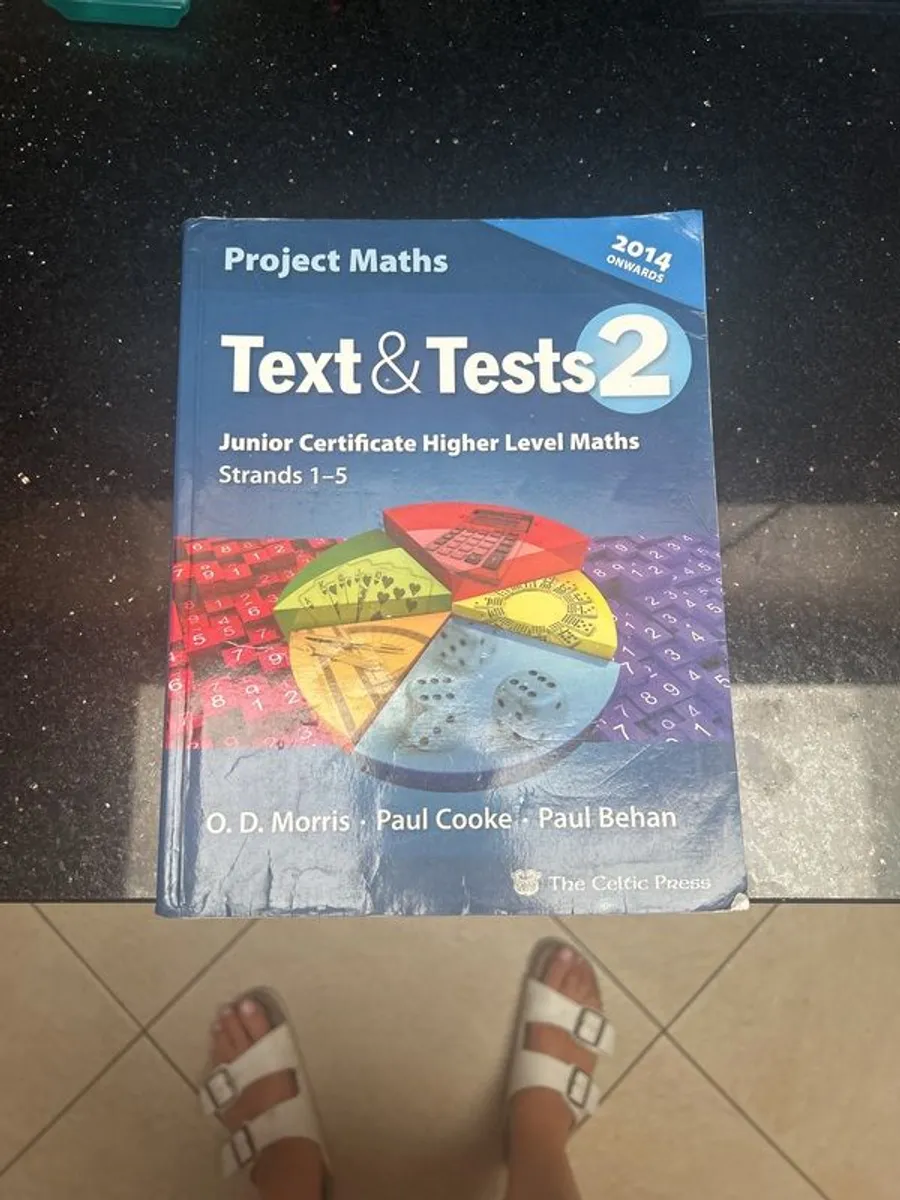 Project Maths
2014
ONWARDS
Text & Tests 2
Junior Certificate Higher Level Maths
Strands 1–5
O. D. Morris · Paul Cooke · Paul Behan
The Celtic Press